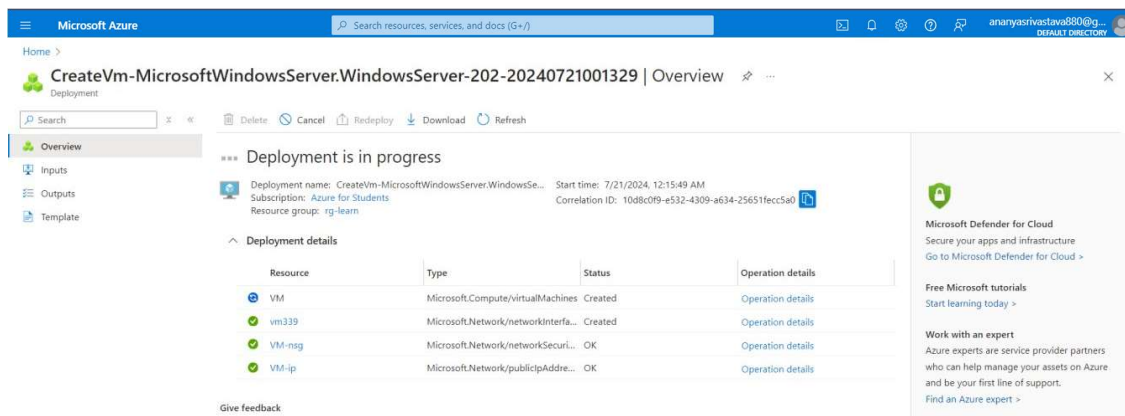 Microsoft Azure
Search resources, services, and docs (G+/)
ananyasrivastava880@g...
DEFAULT DIRECTORY
Home >
CreateVm-MicrosoftWindowsServer.WindowsServer-202-20240721001329 | Overview
Deployment
Search
Delete Cancel Redeploy Download Refresh
Overview
Inputs
Outputs
Template
Deployment is in progress
Deployment name: CreateVm-MicrosoftWindowsServer.WindowsSe... Start time: 7/21/2024, 12:15:49 AM
Subscription: Azure for Students Correlation ID: 10d8c0f9-e532-4309-a634-25651fecc5a0
Resource group: rg-learn
Deployment details
Resource Type Status Operation details
VM Microsoft.Compute/virtualMachines Created Operation details
vm339 Microsoft.Network/networkInterfa... Created Operation details
VM-nsg Microsoft.Network/networkSecuri... OK Operation details
VM-ip Microsoft.Network/publicIpAddre... OK Operation details
Give feedback
Microsoft Defender for Cloud
Secure your apps and infrastructure
Go to Microsoft Defender for Cloud >
Free Microsoft tutorials
Start learning today >
Work with an expert
Azure experts are service provider partners
who can help manage your assets on Azure
and be your first line of support.
Find an Azure expert >